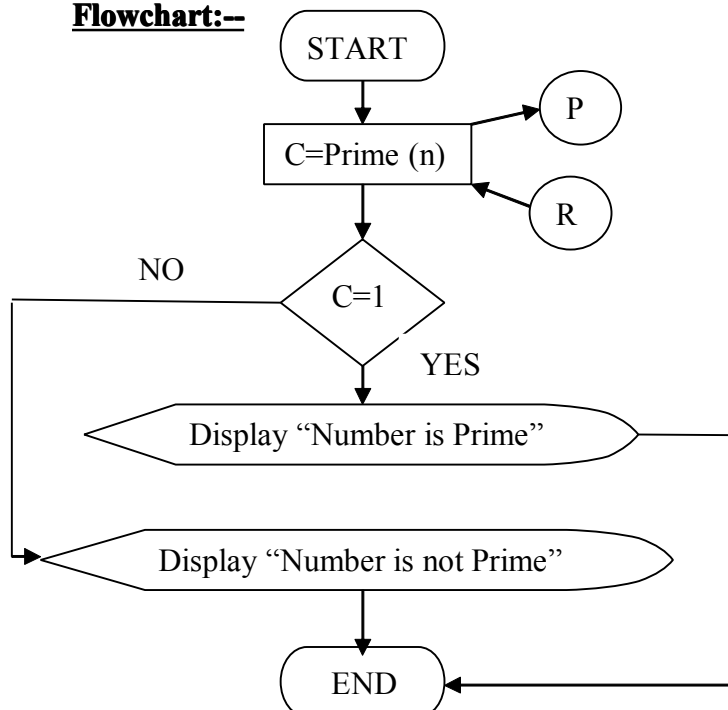 Flowchart:--
START
P
C=Prime (n)
R
NO
C=1
YES
Display “Number is Prime”
Display “Number is not Prime”
END